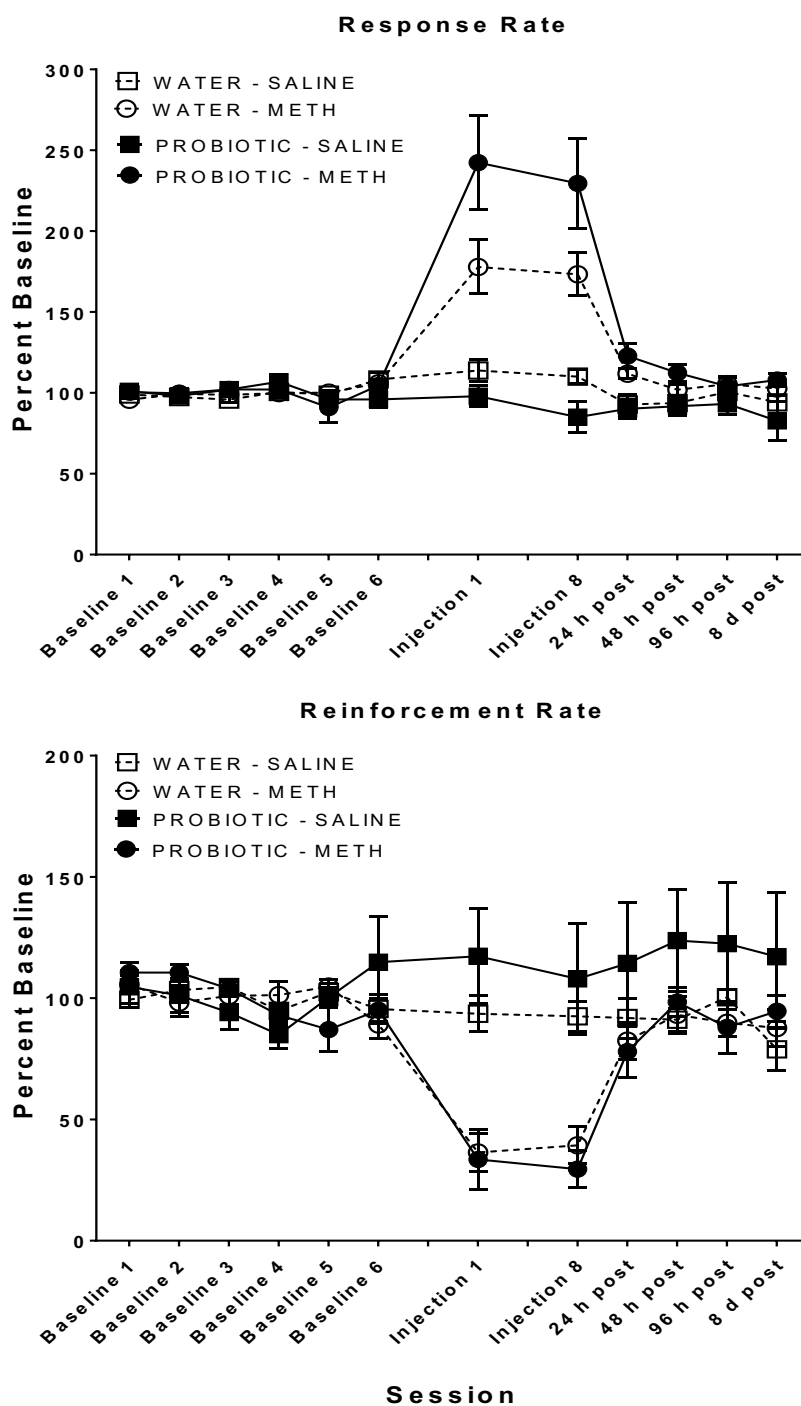 Response Rate
300
250
200
150
100
50
0
Percent Baseline
WATER - SALINE
WATER - METH
PROBIOTIC - SALINE
PROBIOTIC - METH
Baseline 1
Baseline 2
Baseline 3
Baseline 4
Baseline 5
Baseline 6
Injection 1
Injection 8
24 h post
48 h post
96 h post
8 d post
Reinforcement Rate
200
150
100
50
0
Percent Baseline
WATER - SALINE
WATER - METH
PROBIOTIC - SALINE
PROBIOTIC - METH
Baseline 1
Baseline 2
Baseline 3
Baseline 4
Baseline 5
Baseline 6
Injection 1
Injection 8
24 h post
48 h post
96 h post
8 d post
Session